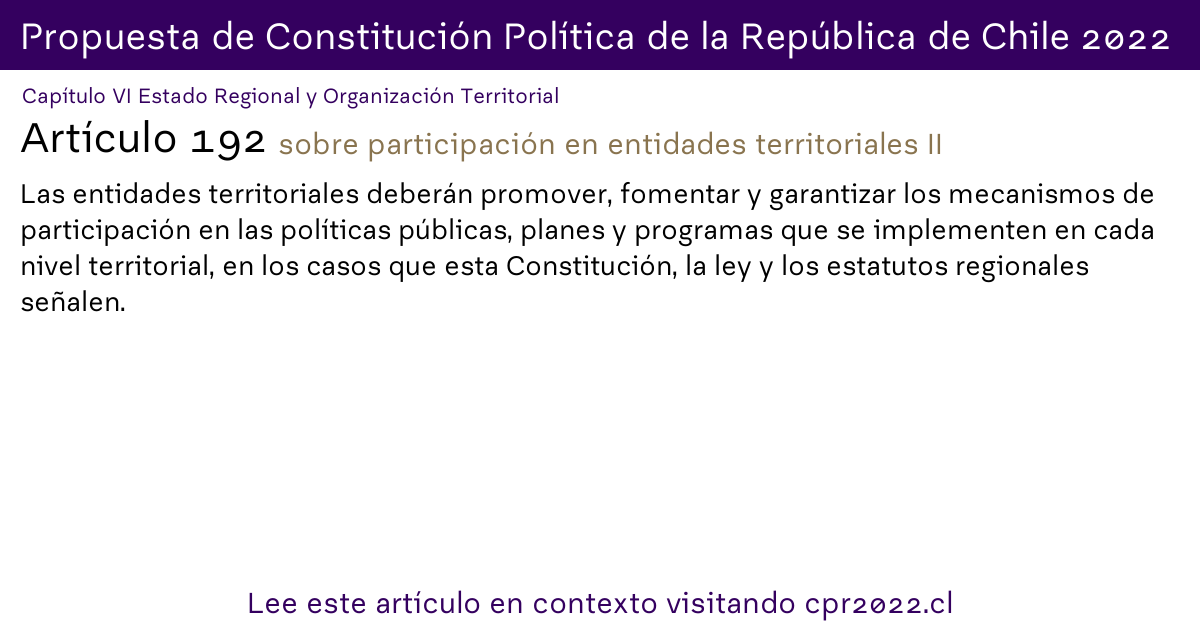 Propuesta de Constitución Política de la República de Chile 2022
Capítulo VI Estado Regional y Organización Territorial
Artículo 192 sobre participación en entidades territoriales II
Las entidades territoriales deberán promover, fomentar y garantizar los mecanismos de
participación en las políticas públicas, planes y programas que se implementen en cada
nivel territorial, en los casos que esta Constitución, la ley y los estatutos regionales
señalen.
Lee este artículo en contexto visitando cpr2022.cl